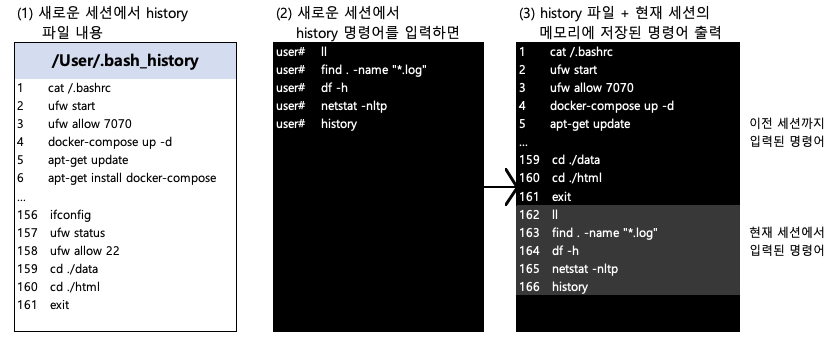 (1) 새로운 세션에서 history
파일 내용
/User/.bash_history
1 cat /.bashrc
2 ufw start
3 ufw allow 7070
4 docker-compose up -d
5 apt-get update
6 apt-get install docker-compose
...
156 ifconfig
157 ufw status
158 ufw allow 22
159 cd ./data
160 cd ./html
161 exit
(2) 새로운 세션에서
history 명령어를 입력하면
user# ll
user# find . -name "*.log"
user# df -h
user# netstat -nltp
user# history
(3) history 파일 + 현재 세션의
메모리에 저장된 명령어 출력
1 cat /.bashrc
2 ufw start
3 ufw allow 7070
4 docker-compose up -d
5 apt-get update
...
159 cd ./data
160 cd ./html
161 exit
162 ll
163 find . -name "*.log"
164 df -h
165 netstat -nltp
166 history
이전 세션까지
입력된 명령어
현재 세션에서
입력된 명령어